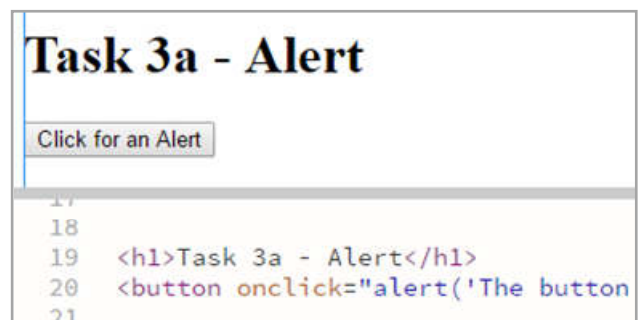 Task 3a - Alert
Click for an Alert
17
18
19 <h1>Task 3a - Alert</h1>
20 <button onclick="alert('The button
21